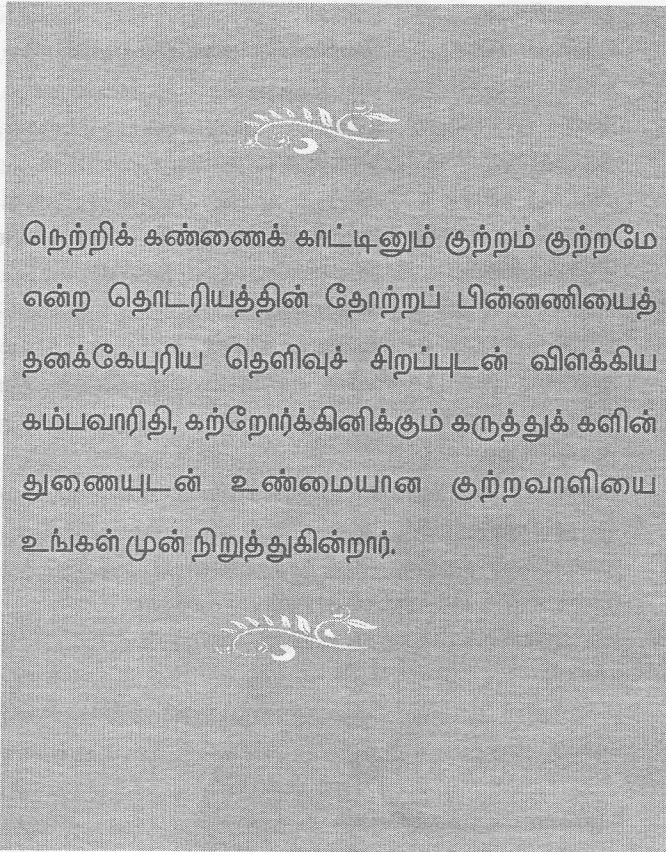 நெற்றிக் கண்ணைக் காட்டினும் குற்றம் குற்றமே
என்ற தொடரியத்தின் தோற்றப் பின்னணியைத்
தனக்கேயுரிய தெளிவுச் சிறப்புடன் விளக்கிய
கம்பவாரிதி, கற்றோர்க்கினிக்கும் கருத்துக் களின்
துணையுடன் உண்மையான குற்றவாளியை
உங்கள் முன் நிறுத்துகின்றார்.